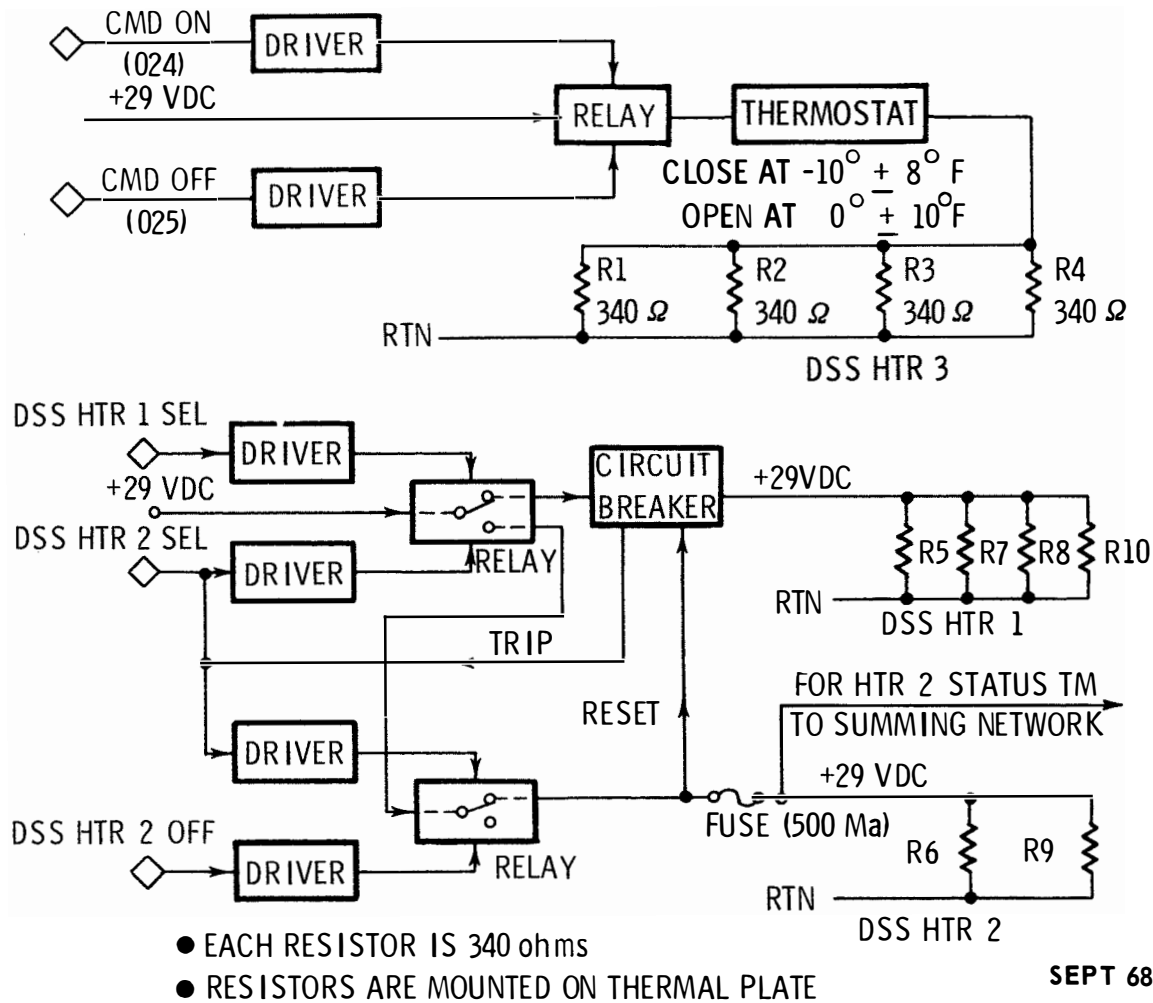 CMD ON
(024)
DRIVER
+29 VDC
RELAY
THERMOSTAT
CMD OFF
(025)
DRIVER
CLOSE AT -10° ± 8° F
OPEN AT 0° ± 10°F
R1
340 Ω
R2
340 Ω
R3
340 Ω
R4
340 Ω
RTN
DSS HTR 3
DSS HTR 1 SEL
DRIVER
+29 VDC
DSS HTR 2 SEL
DRIVER
RELAY
CIRCUIT
BREAKER
+29VDC
R5
R7
R8
R10
RTN
DSS HTR 1
TRIP
RESET
FOR HTR 2 STATUS TM
TO SUMMING NETWORK
DRIVER
+29 VDC
FUSE (500 Ma)
DSS HTR 2 OFF
DRIVER
RELAY
R6
R9
RTN
DSS HTR 2
● EACH RESISTOR IS 340 ohms
● RESISTORS ARE MOUNTED ON THERMAL PLATE
SEPT 68